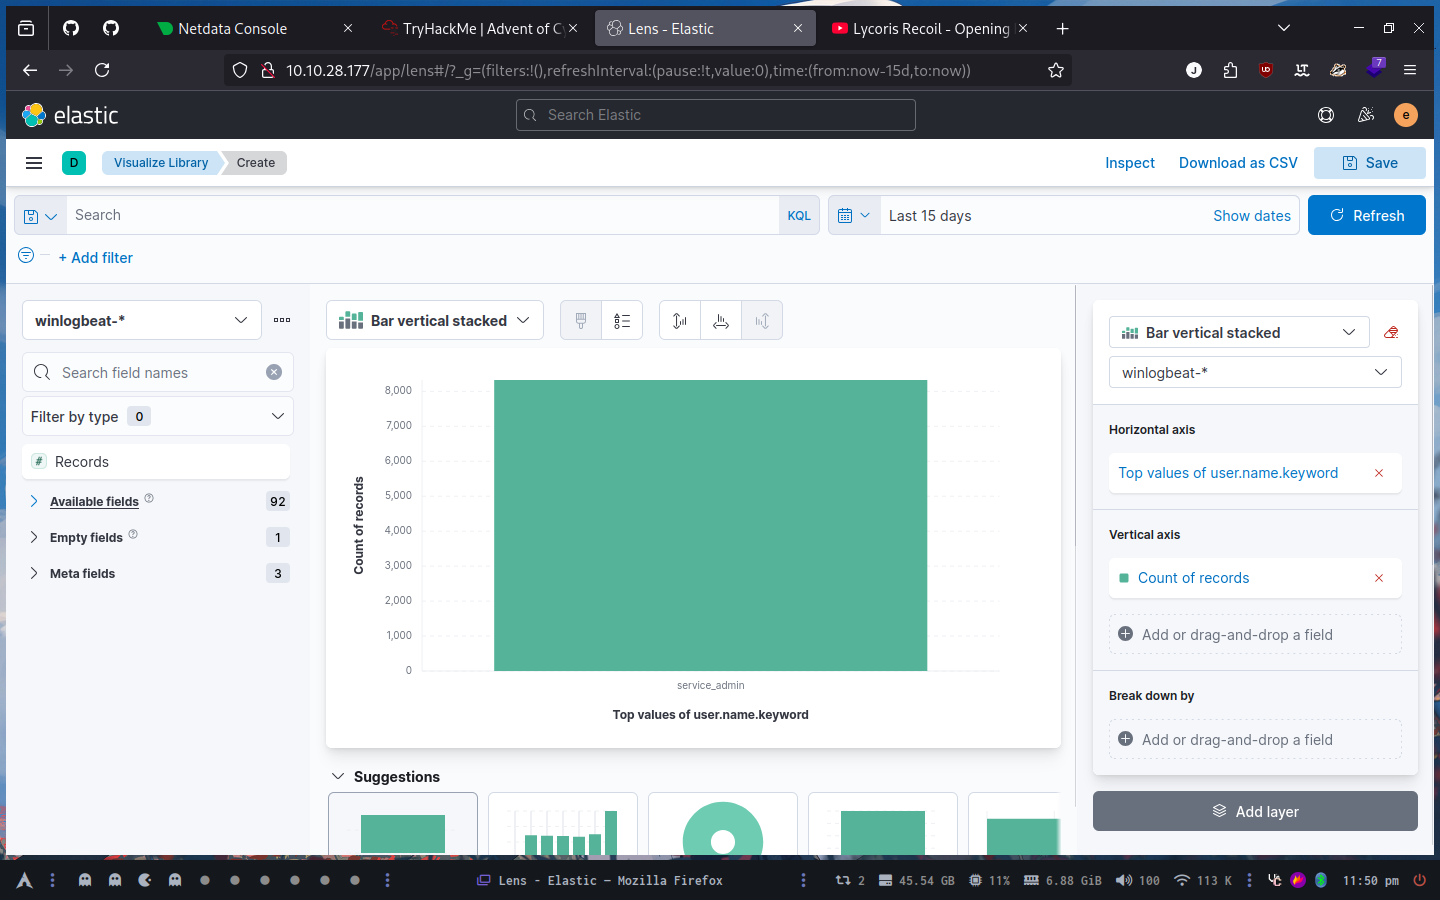 Netdata Console
TryHackMe | Advent of Cy
Lens - Elastic
Lycoris Recoil - Opening
10.10.28.177/app/lens#/?_g=(filters:!(),refreshInterval:(pause:!t,value:0),time:(from:now-15d,to:now))
J
UD
LT
7
elastic
Search Elastic
e
D
Visualize Library
Create
Inspect
Download as CSV
Save
Search
KQL
Last 15 days
Show dates
Refresh
+ Add filter
winlogbeat-*
Search field names
Filter by type 0
# Records
Available fields 92
Empty fields 1
Meta fields 3
Bar vertical stacked
8,000
7,000
6,000
5,000
4,000
3,000
2,000
1,000
0
Count of records
service_admin
Top values of user.name.keyword
Suggestions
Bar vertical stacked
winlogbeat-*
Horizontal axis
Top values of user.name.keyword
Vertical axis
Count of records
Add or drag-and-drop a field
Break down by
Add or drag-and-drop a field
Add layer
Lens - Elastic — Mozilla Firefox
2
45.54 GB
11%
6.88 GiB
100
113 K
11:50 pm